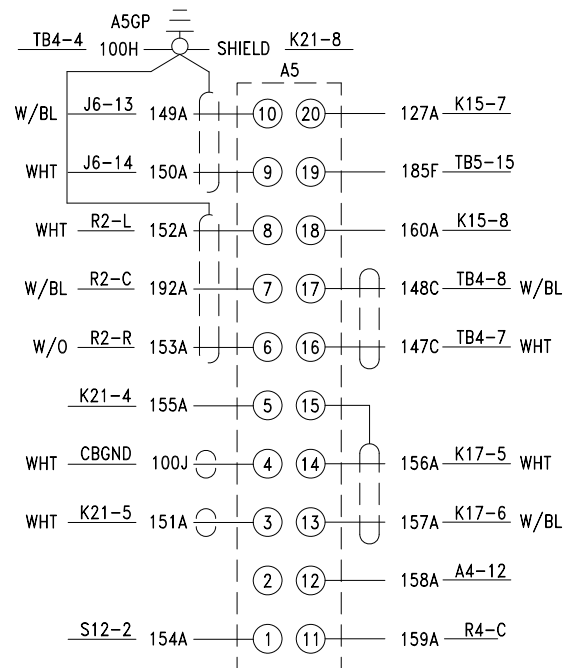 A5GP
TB4-4 100H SHIELD K21-8
A5
W/BL J6-13 149A 10 20 127A K15-7
WHT J6-14 150A 9 19 185F TB5-15
WHT R2-L 152A 8 18 160A K15-8
W/BL R2-C 192A 7 17 148C TB4-8 W/BL
W/O R2-R 153A 6 16 147C TB4-7 WHT
K21-4 155A 5 15
WHT CBGND 100J 4 14 156A K17-5 WHT
WHT K21-5 151A 3 13 157A K17-6 W/BL
2 12 158A A4-12
S12-2 154A 1 11 159A R4-C